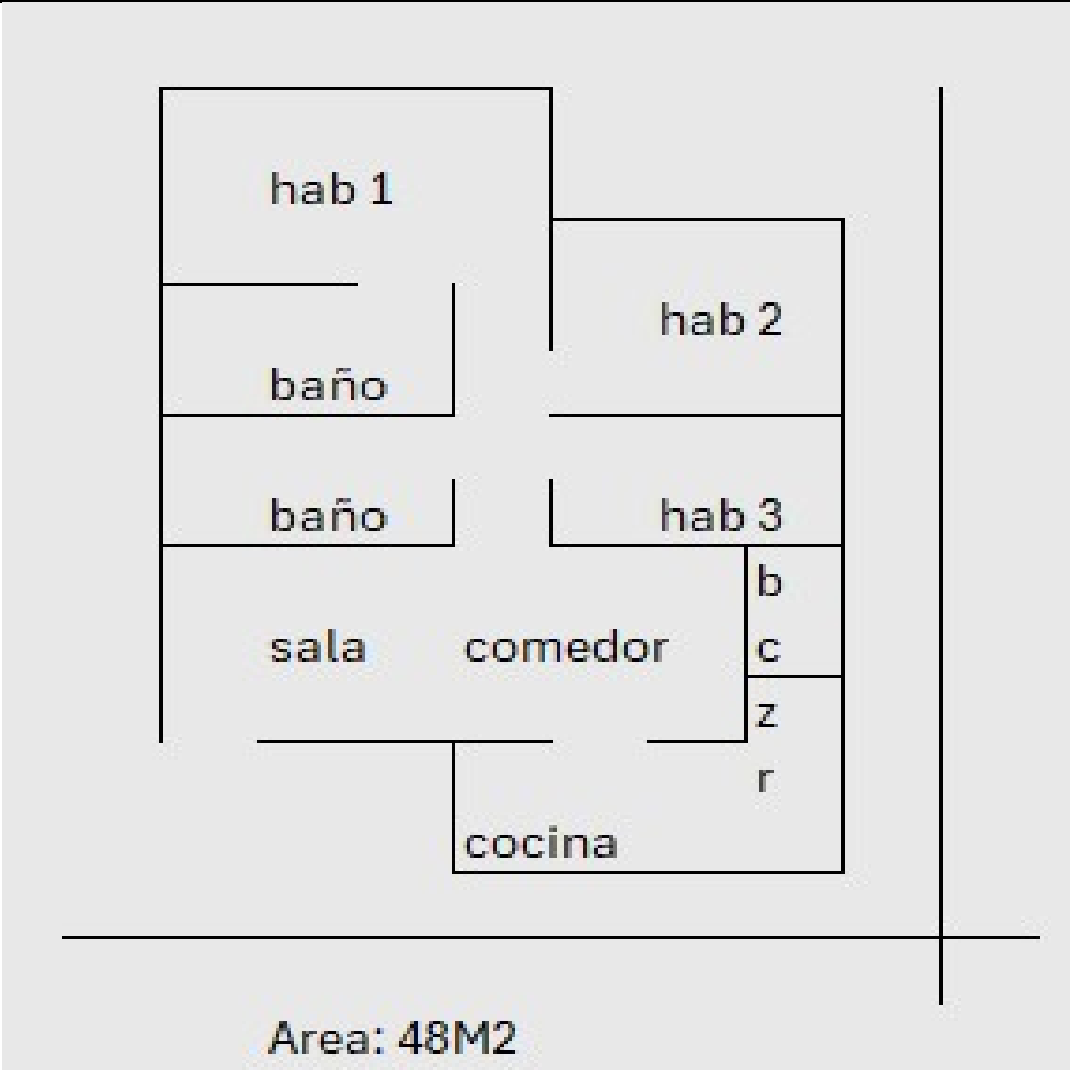 hab 1
hab 2
baño
baño hab 3
b
sala comedor c
z
r
cocina
Area: 48M2